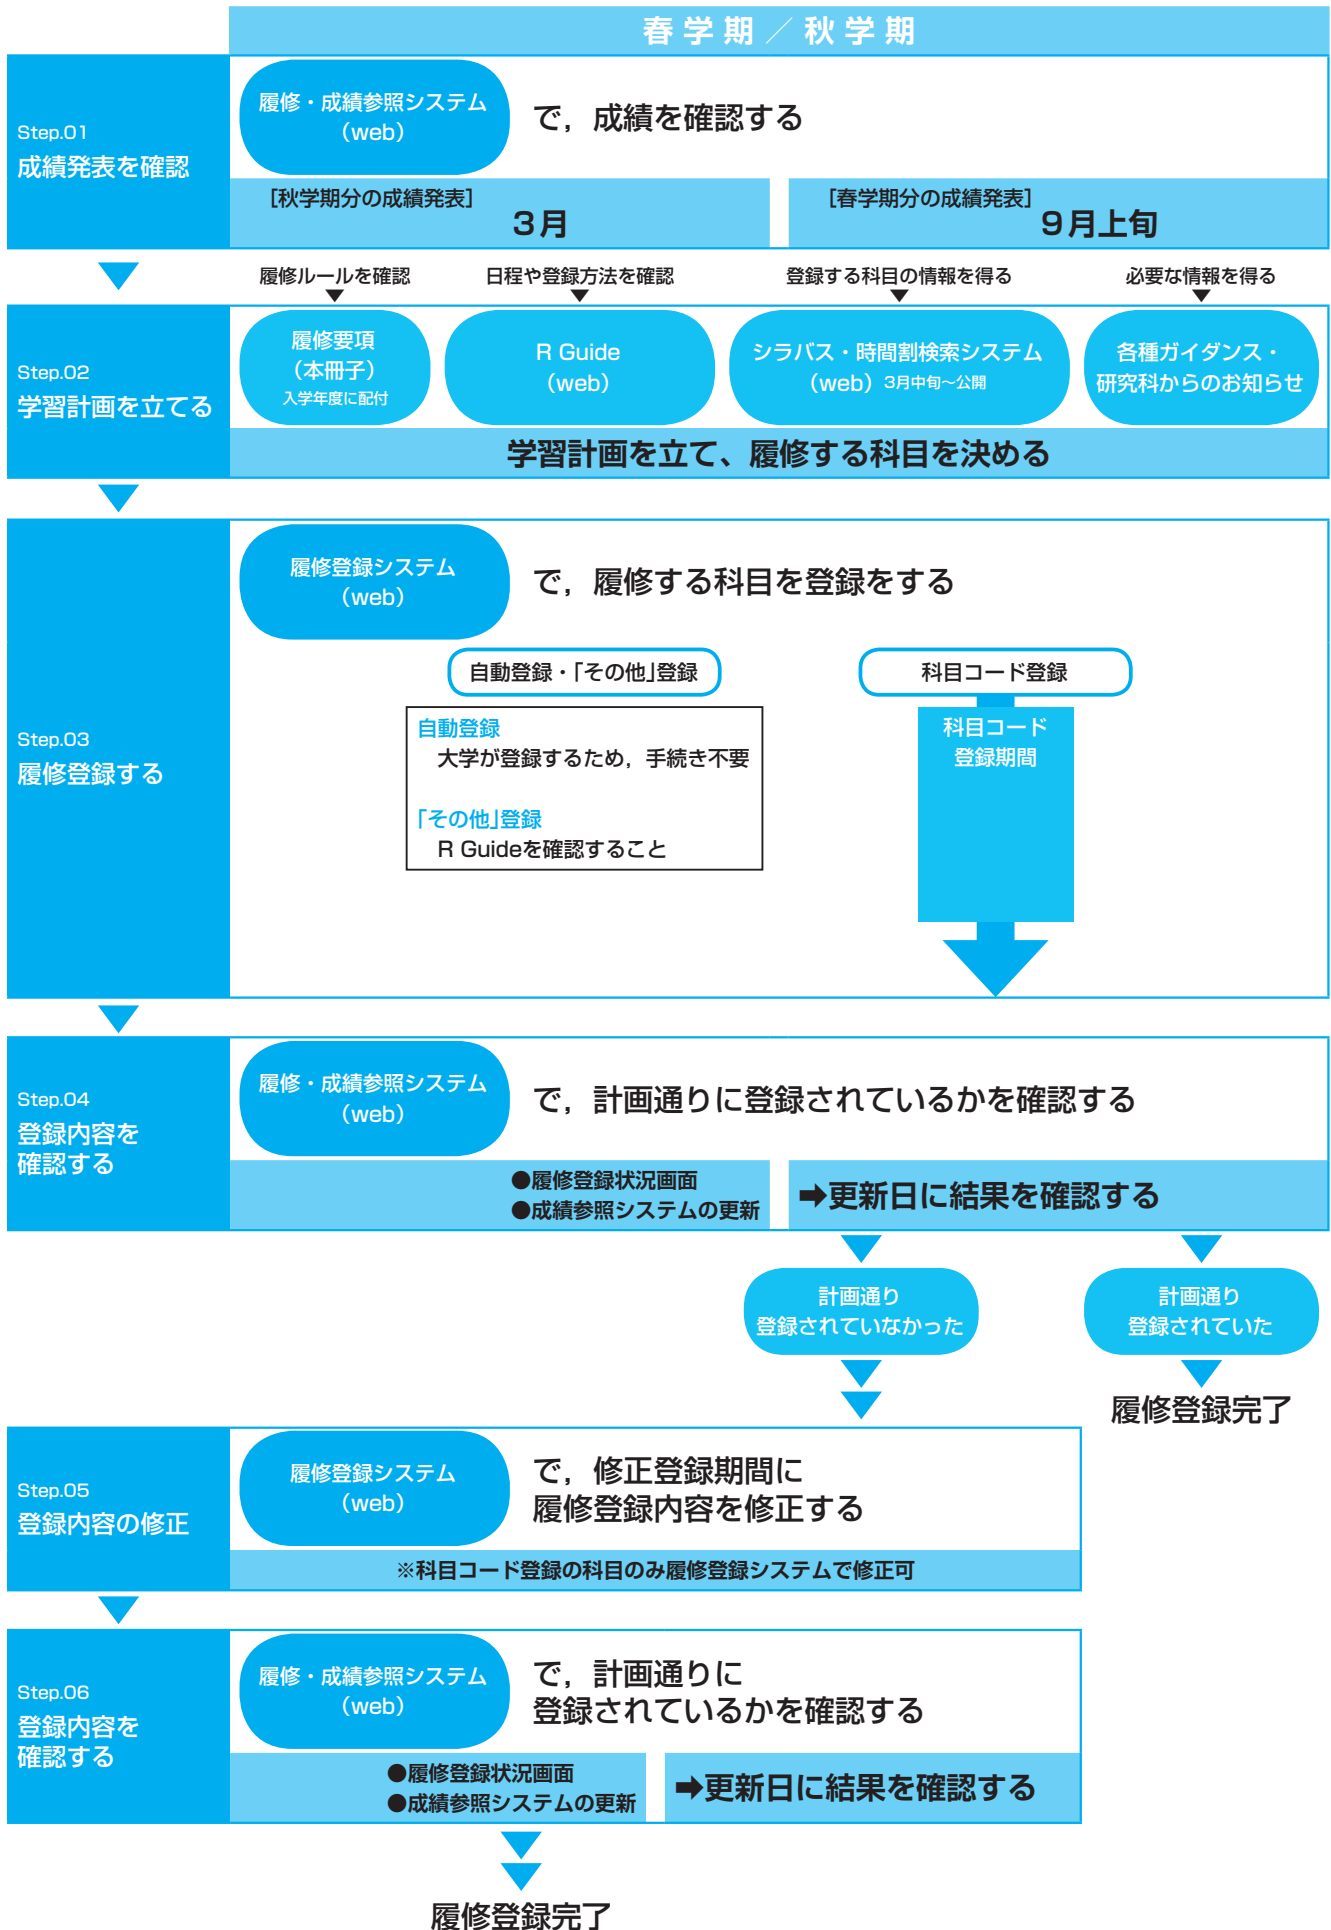 春学期／秋学期
Step.01
成績発表を確認
履修・成績参照システム
（web）
で，成績を確認する
［秋学期分の成績発表］
3月
［春学期分の成績発表］
9月上旬
履修ルールを確認
日程や登録方法を確認
登録する科目の情報を得る
必要な情報を得る
Step.02
学習計画を立てる
履修要項
（本冊子）
入学年度に配付
R Guide
（web）
シラバス・時間割検索システム
（web）3月中旬～公開
各種ガイダンス・
研究科からのお知らせ
学習計画を立て、履修する科目を決める
Step.03
履修登録する
履修登録システム
（web）
で，履修する科目を登録をする
自動登録・「その他」登録
自動登録
大学が登録するため，手続き不要
「その他」登録
R Guideを確認すること
科目コード登録
科目コード
登録期間
Step.04
登録内容を
確認する
履修・成績参照システム
（web）
で，計画通りに登録されているかを確認する
●履修登録状況画面
●成績参照システムの更新
➡更新日に結果を確認する
計画通り
登録されていなかった
計画通り
登録されていた
履修登録完了
Step.05
登録内容の修正
履修登録システム
（web）
で，修正登録期間に
履修登録内容を修正する
※科目コード登録の科目のみ履修登録システムで修正可
Step.06
登録内容を
確認する
履修・成績参照システム
（web）
で，計画通りに
登録されているかを確認する
●履修登録状況画面
●成績参照システムの更新
➡更新日に結果を確認する
履修登録完了